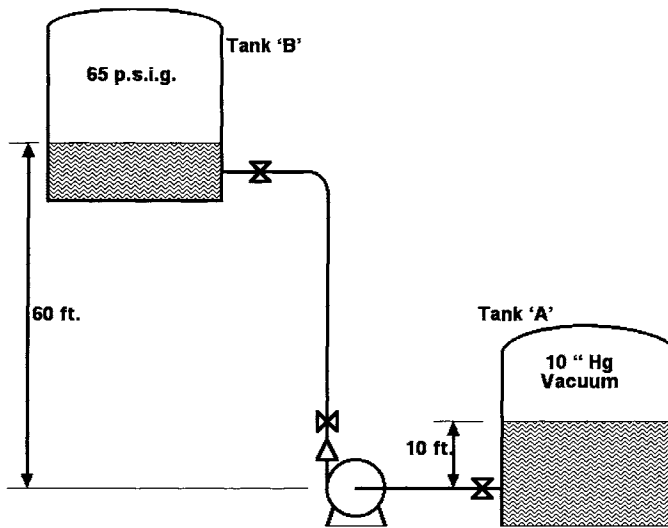 Tank ‘B’
65 p.s.i.g.
60 ft.
Tank ‘A’
10 “ Hg
Vacuum
10 ft.